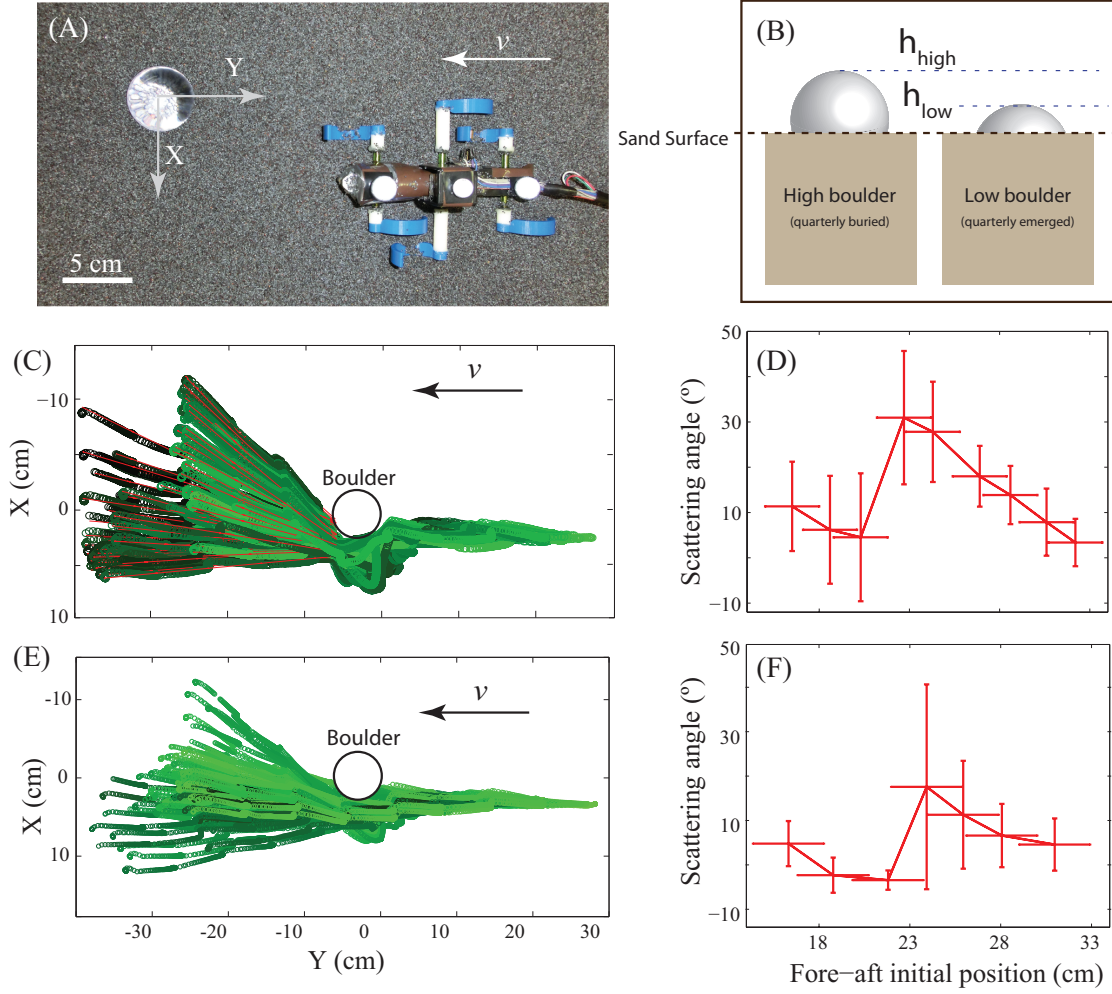 (A)
v
Y
X
5 cm
(B)
h_high
h_low
Sand Surface
High boulder
(quarterly buried)
Low boulder
(quarterly emerged)
(C)
v
Boulder
X (cm)
-10
0
10
(D)
Scattering angle (º)
50
30
10
−10
(E)
v
Boulder
X (cm)
-10
0
10
-30
-20
-10
0
10
20
30
Y (cm)
(F)
Scattering angle (º)
50
30
10
−10
18
23
28
33
Fore−aft initial position (cm)